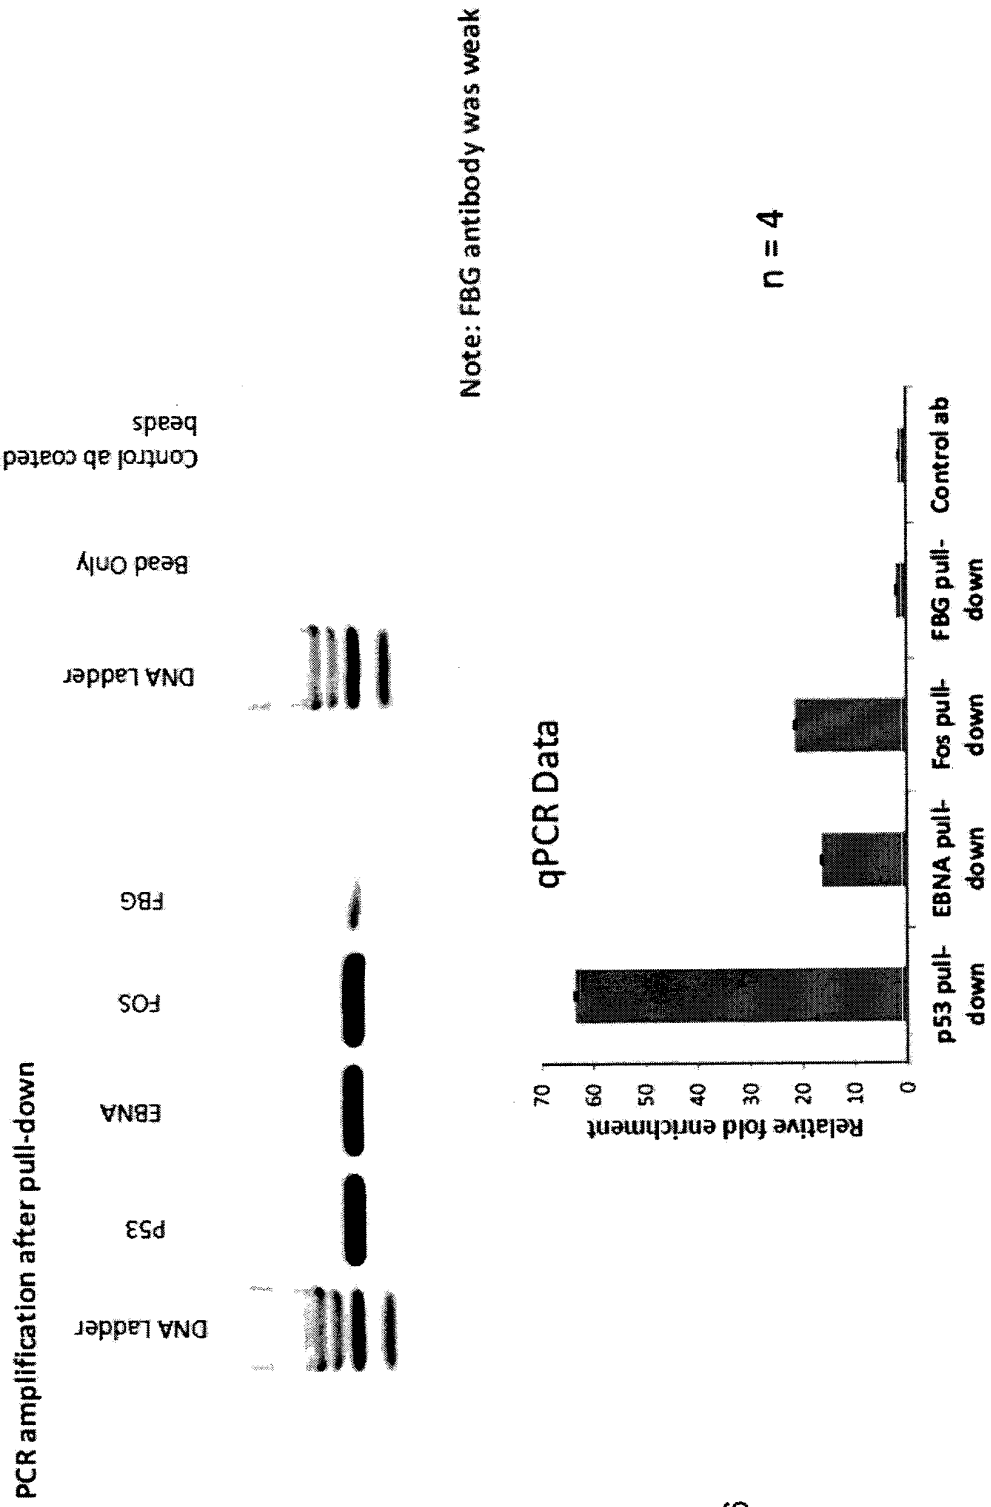 PCR amplification after pull-down
DNA Ladder
P53
EBNA
FOS
FBG
DNA Ladder
Bead Only
Control ab coated
beads
Note: FBG antibody was weak
qPCR Data
n = 4
Relative fold enrichment
70
60
50
40
30
20
10
0
p53 pull-
down
EBNA pull-
down
Fos pull-
down
FBG pull-
down
Control ab